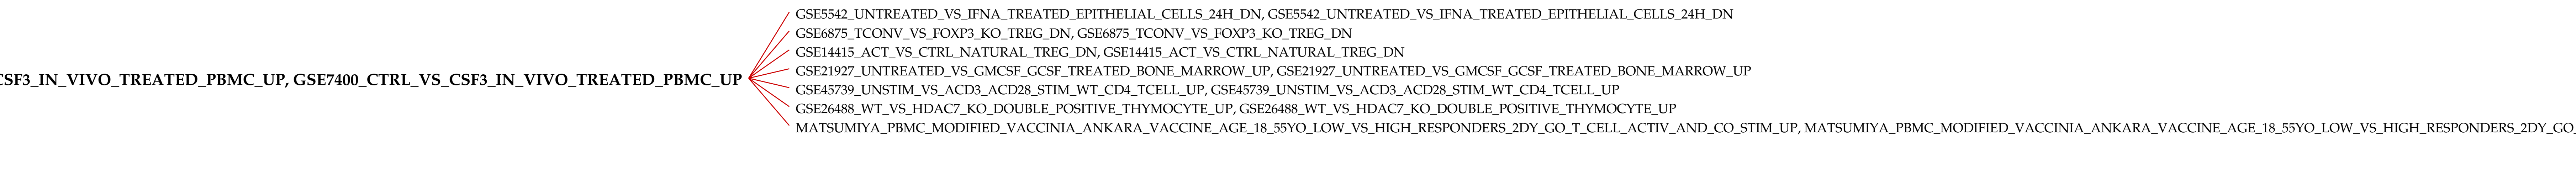 GSE5542_UNTREATED_VS_IFNA_TREATED_EPITHELIAL_CELLS_24H_DN, GSE5542_UNTREATED_VS_IFNA_TREATED_EPITHELIAL_CELLS_24H_DN
GSE6875_TCONV_VS_FOXP3_KO_TREG_DN, GSE6875_TCONV_VS_FOXP3_KO_TREG_DN
GSE14415_ACT_VS_CTRL_NATURAL_TREG_DN, GSE14415_ACT_VS_CTRL_NATURAL_TREG_DN
GSE21927_UNTREATED_VS_GMCSF_GCSF_TREATED_BONE_MARROW_UP, GSE21927_UNTREATED_VS_GMCSF_GCSF_TREATED_BONE_MARROW_UP
CSF3_IN_VIVO_TREATED_PBMC_UP, GSE7400_CTRL_VS_CSF3_IN_VIVO_TREATED_PBMC_UP
GSE45739_UNSTIM_VS_ACD3_ACD28_STIM_WT_CD4_TCELL_UP, GSE45739_UNSTIM_VS_ACD3_ACD28_STIM_WT_CD4_TCELL_UP
GSE26488_WT_VS_HDAC7_KO_DOUBLE_POSITIVE_THYMOCYTE_UP, GSE26488_WT_VS_HDAC7_KO_DOUBLE_POSITIVE_THYMOCYTE_UP
MATSUMIYA_PBMC_MODIFIED_VACCINIA_ANKARA_VACCINE_AGE_18_55YO_LOW_VS_HIGH_RESPONDERS_2DY_GO_T_CELL_ACTIV_AND_CO_STIM_UP, MATSUMIYA_PBMC_MODIFIED_VACCINIA_ANKARA_VACCINE_AGE_18_55YO_LOW_VS_HIGH_RESPONDERS_2DY_GO_